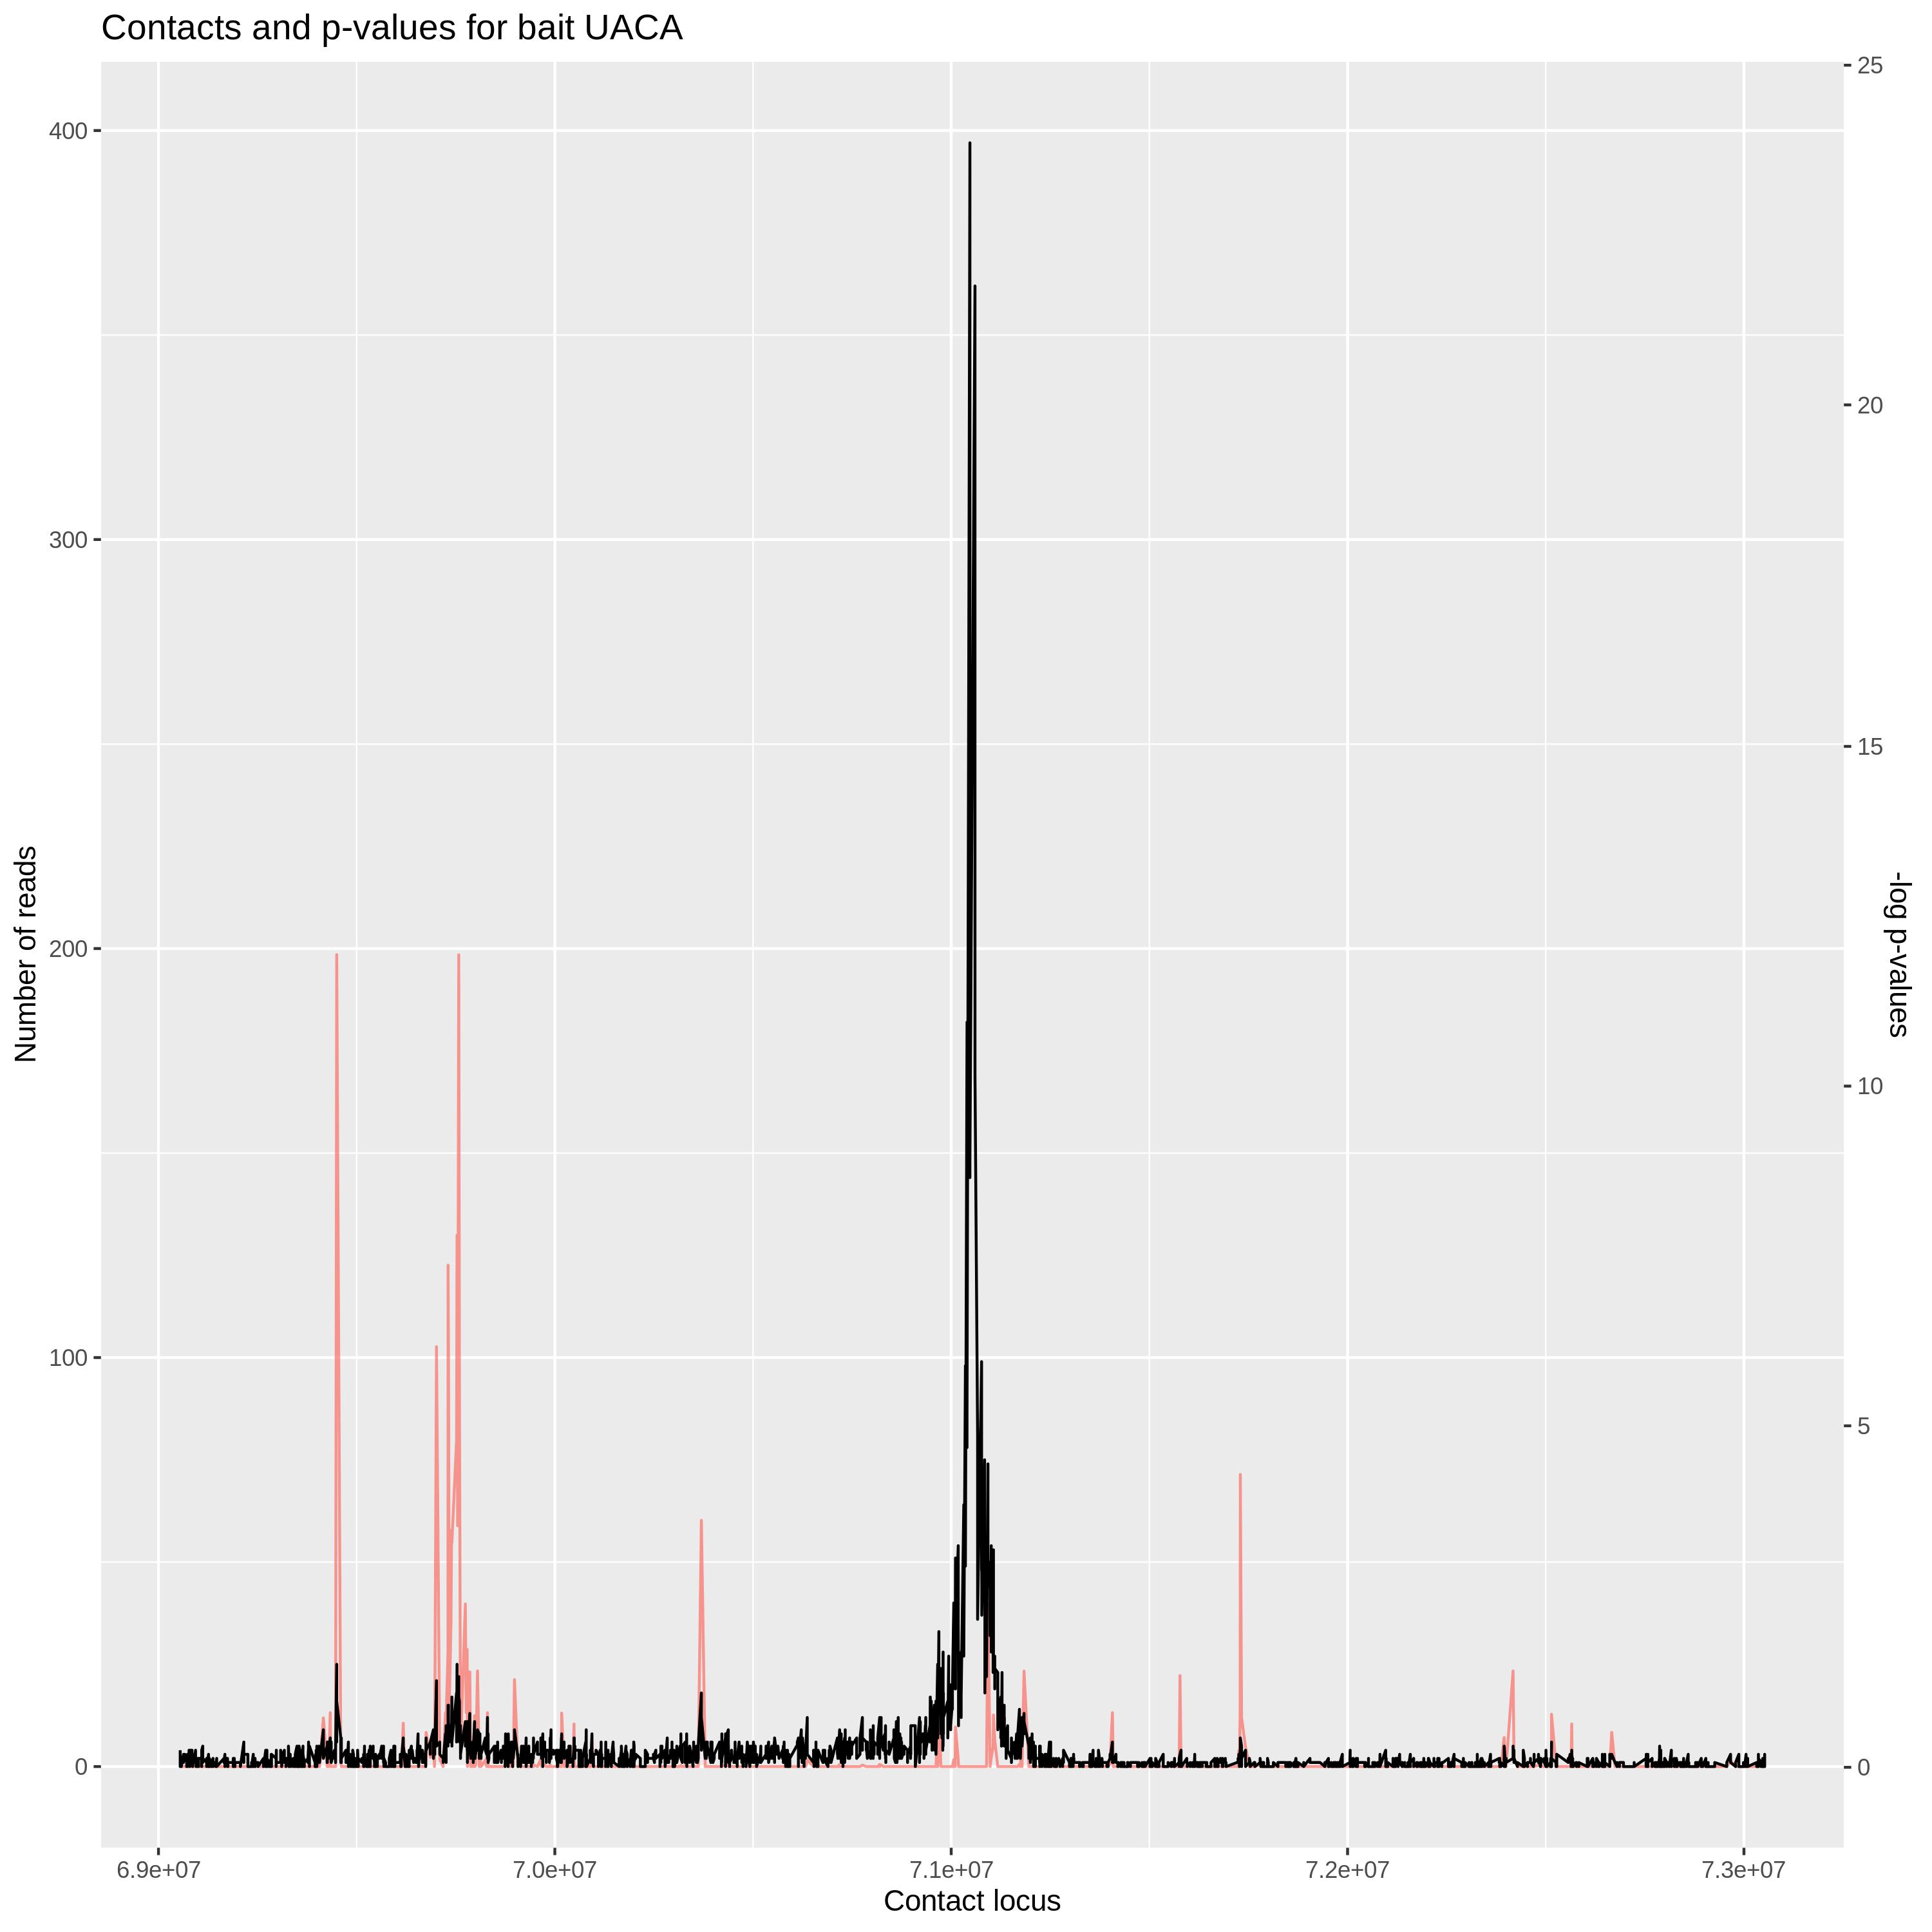 Contacts and p-values for bait UACA
400
300
200
100
0
Number of reads
25
20
15
10
5
0
-log p-values
6.9e+07
7.0e+07
7.1e+07
7.2e+07
7.3e+07
Contact locus